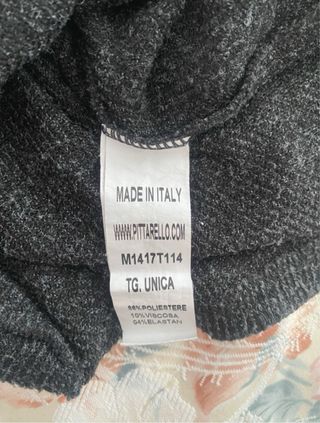 MADE IN ITALY
WWW.PITTARELLO.COM
M1417T114
TG. UNICA
86%POLIESTERE
10%VISCOSA
04%ELASTAN